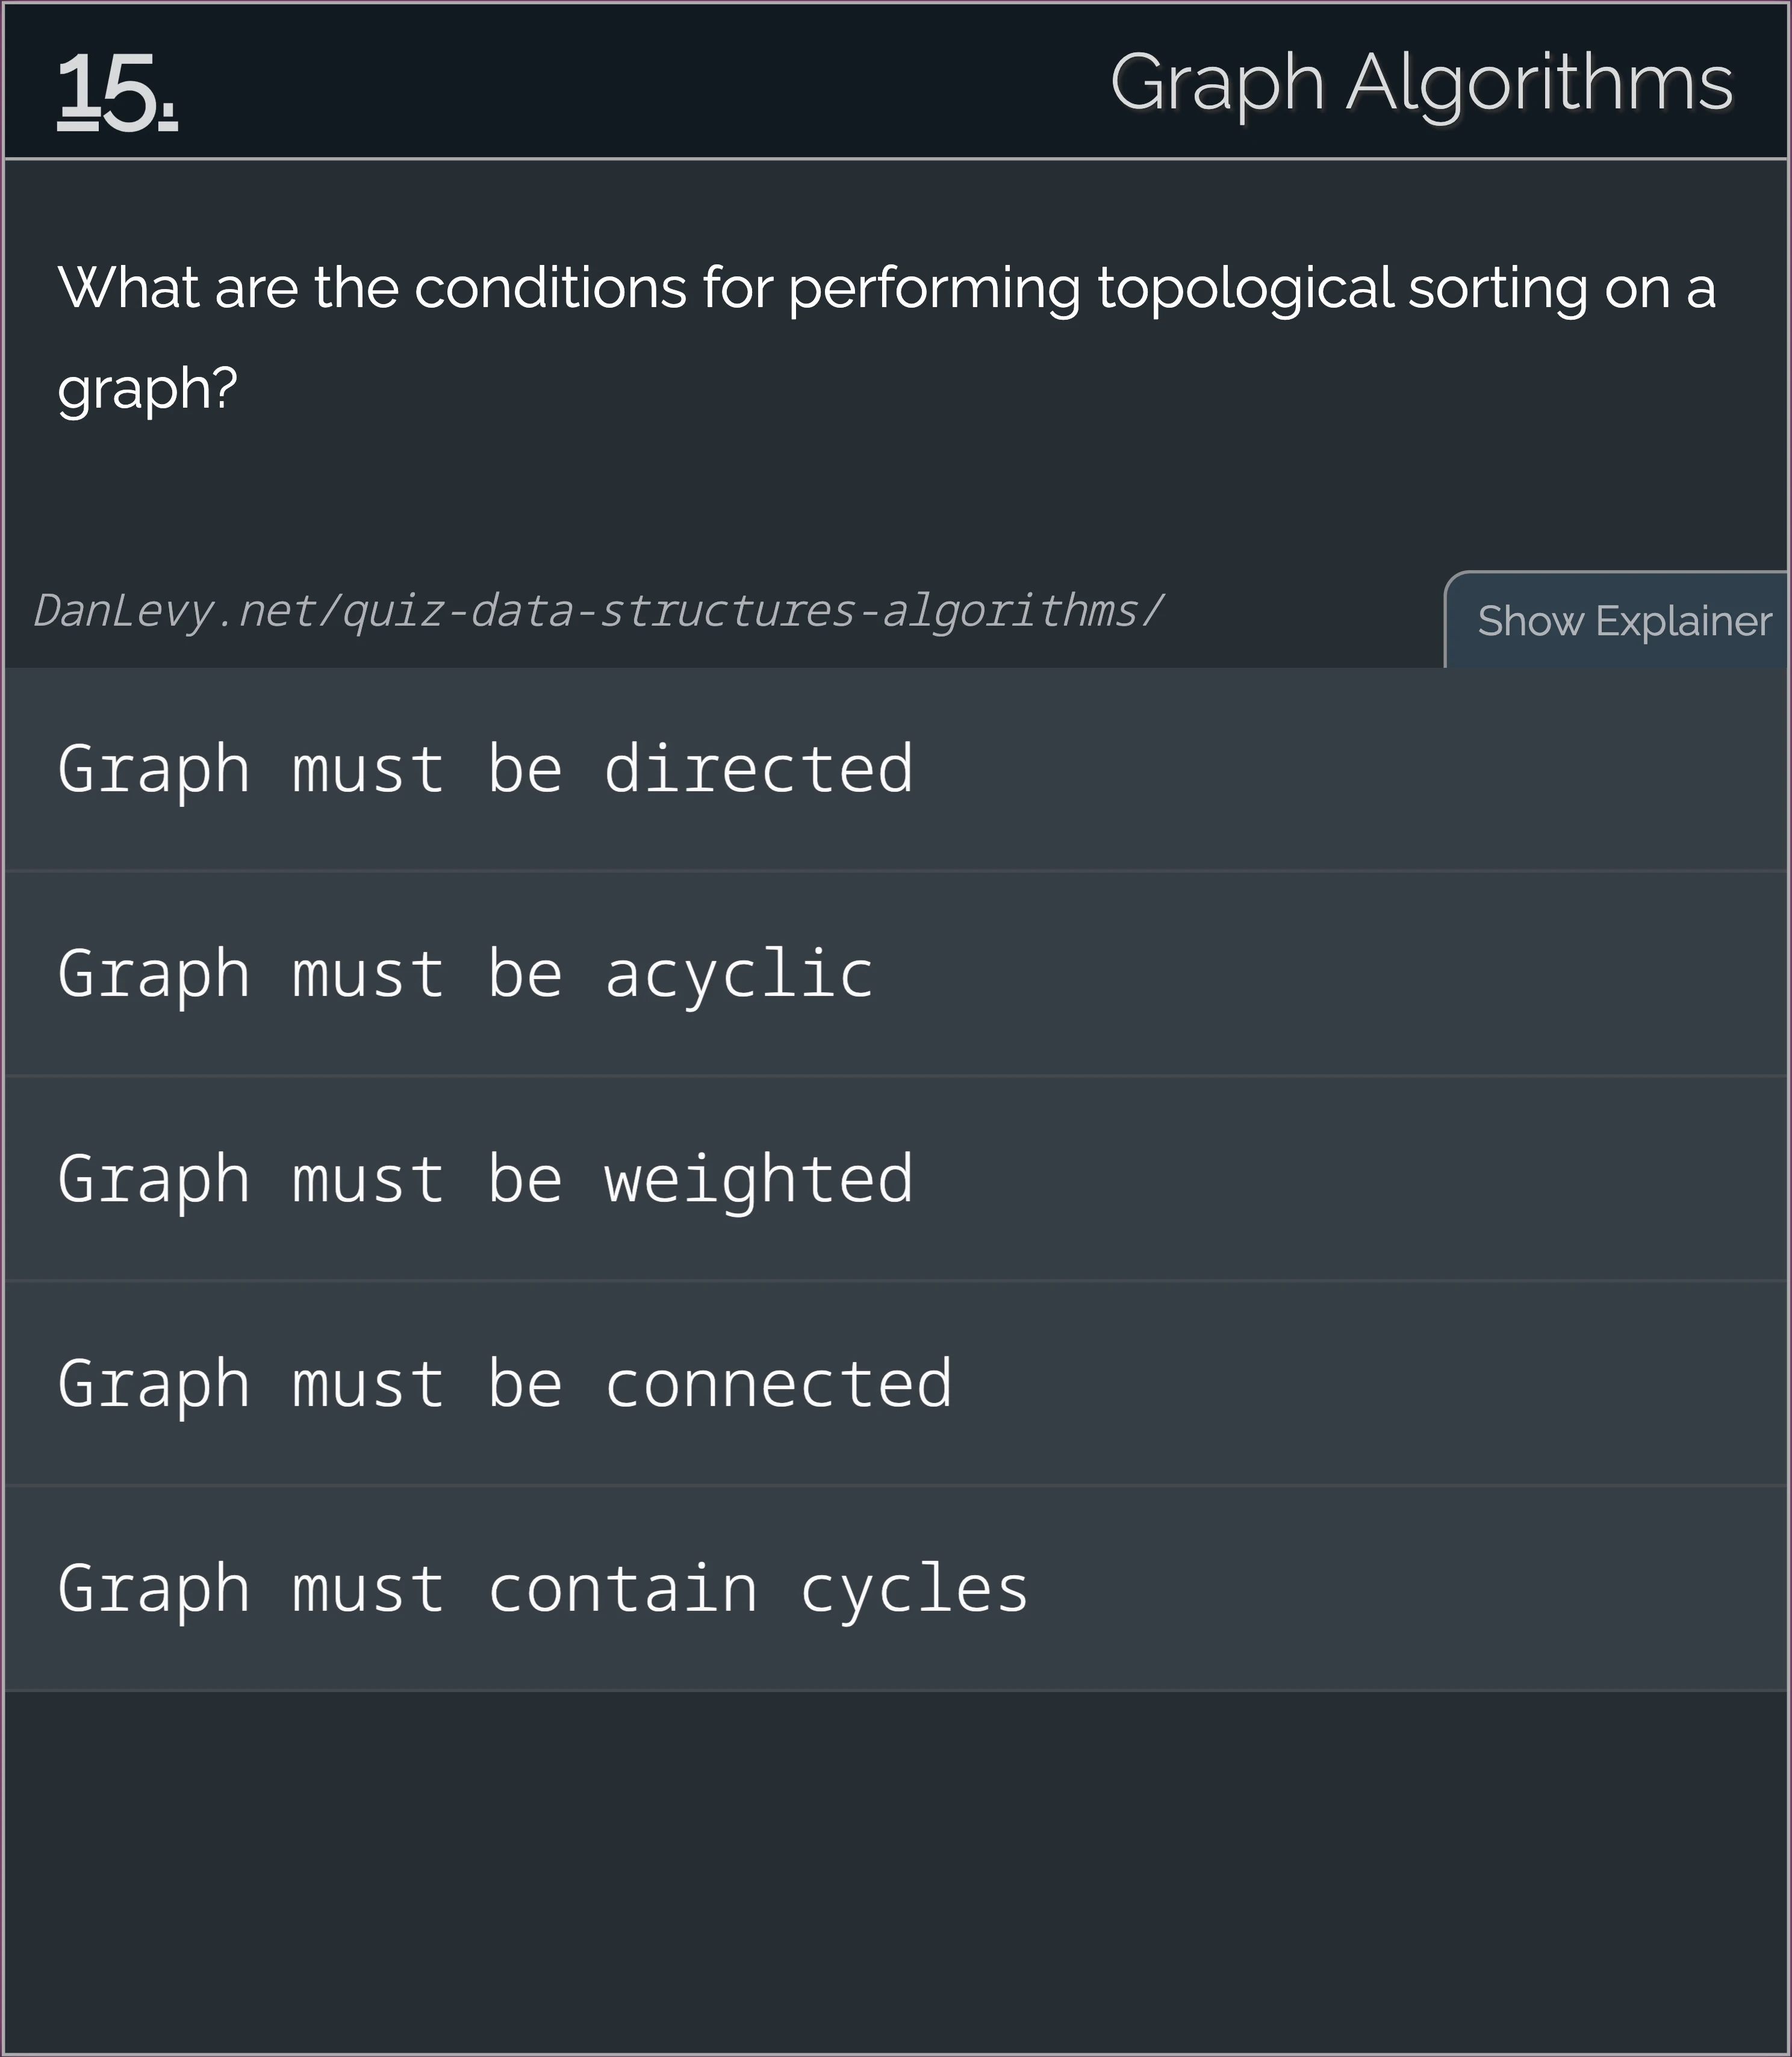 15.
Graph Algorithms
What are the conditions for performing topological sorting on a
graph?
DanLevy.net/quiz-data-structures-algorithms/
Show Explainer
Graph must be directed
Graph must be acyclic
Graph must be weighted
Graph must be connected
Graph must contain cycles